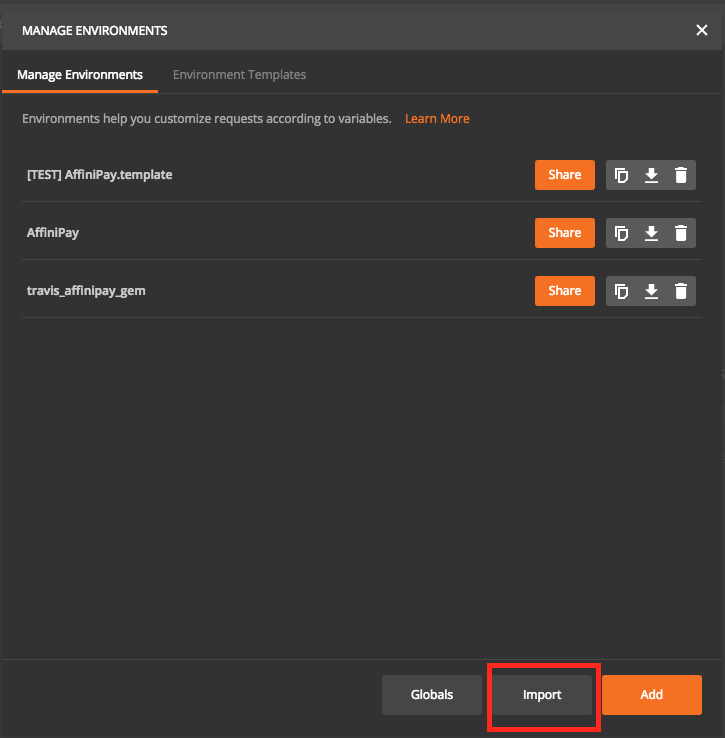 MANAGE ENVIRONMENTS
Manage Environments Environment Templates
Environments help you customize requests according to variables. Learn More
[TEST] AffiniPay.template Share
AffiniPay Share
travis_affinipay_gem Share
Globals Import Add